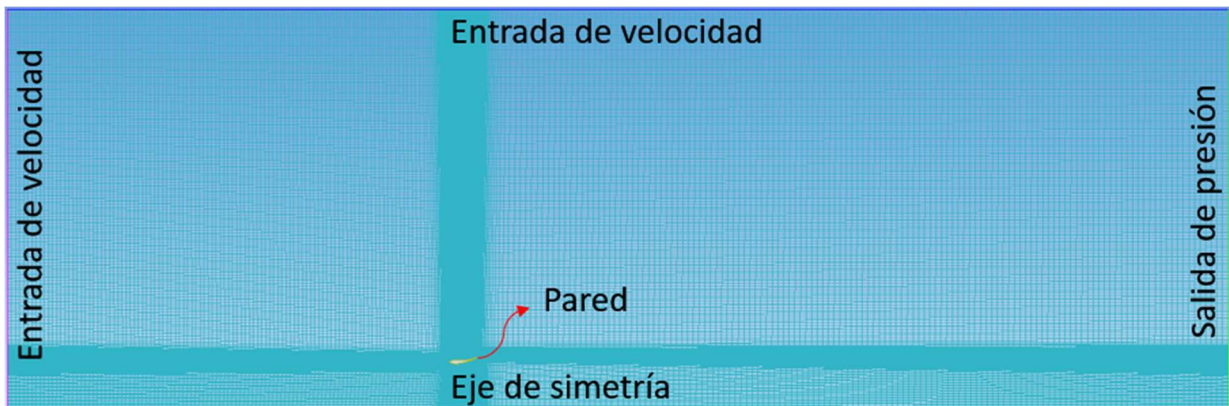 Entrada de velocidad
Entrada de velocidad
Salida de presión
Pared
Eje de simetría